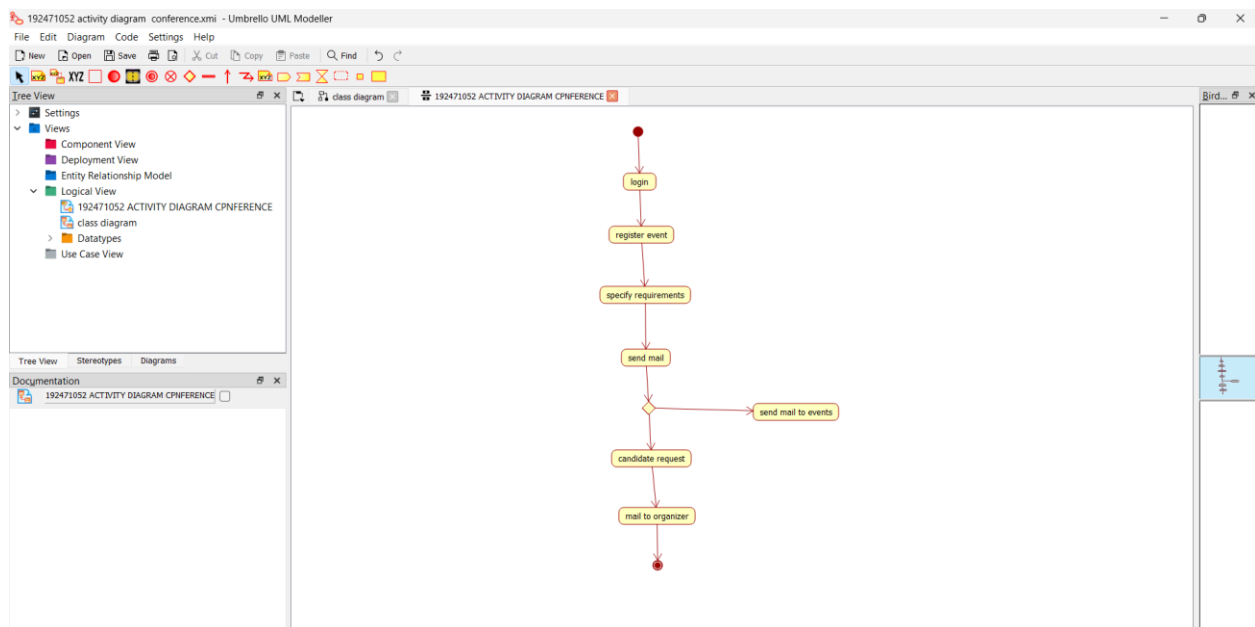 192471052 activity diagram  conference.xmi  - Umbrello UML Modeller
File Edit Diagram Code Settings Help
New Open Save Cut Copy Paste Find
XYZ XYZ XYZ
Tree View
class diagram
192471052 ACTIVITY DIAGRAM CPNFERENCE
Bird...
Settings
Views
Component View
Deployment View
Entity Relationship Model
Logical View
192471052 ACTIVITY DIAGRAM CPNFERENCE
class diagram
Datatypes
Use Case View
Tree View Stereotypes Diagrams
Documentation
192471052 ACTIVITY DIAGRAM CPNFERENCE
login
register event
specify requirements
send mail
send mail to events
candidate request
mail to organizer